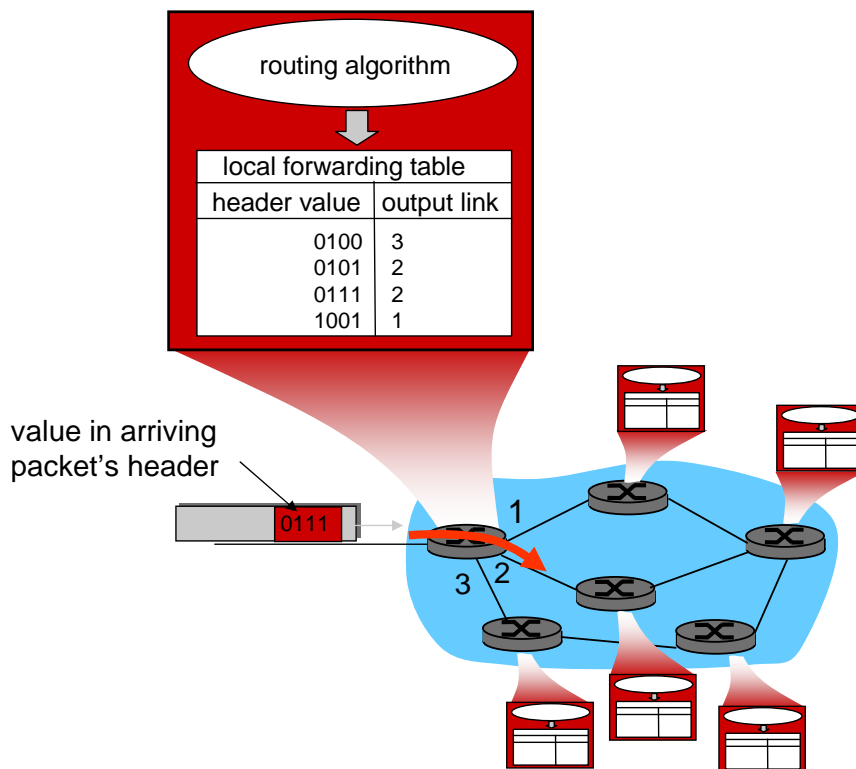 routing algorithm
local forwarding table
header value output link
0100 3
0101 2
0111 2
1001 1
value in arriving
packet's header
0111
1
2
3